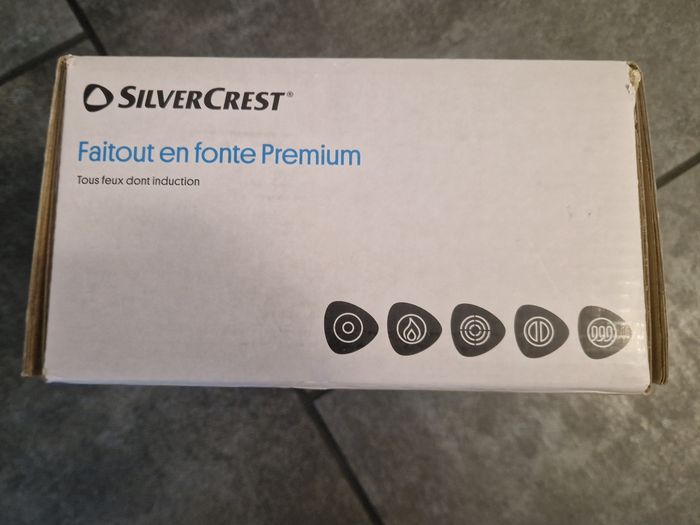 SILVERCREST®
Faitout en fonte Premium
Tous feux dont induction